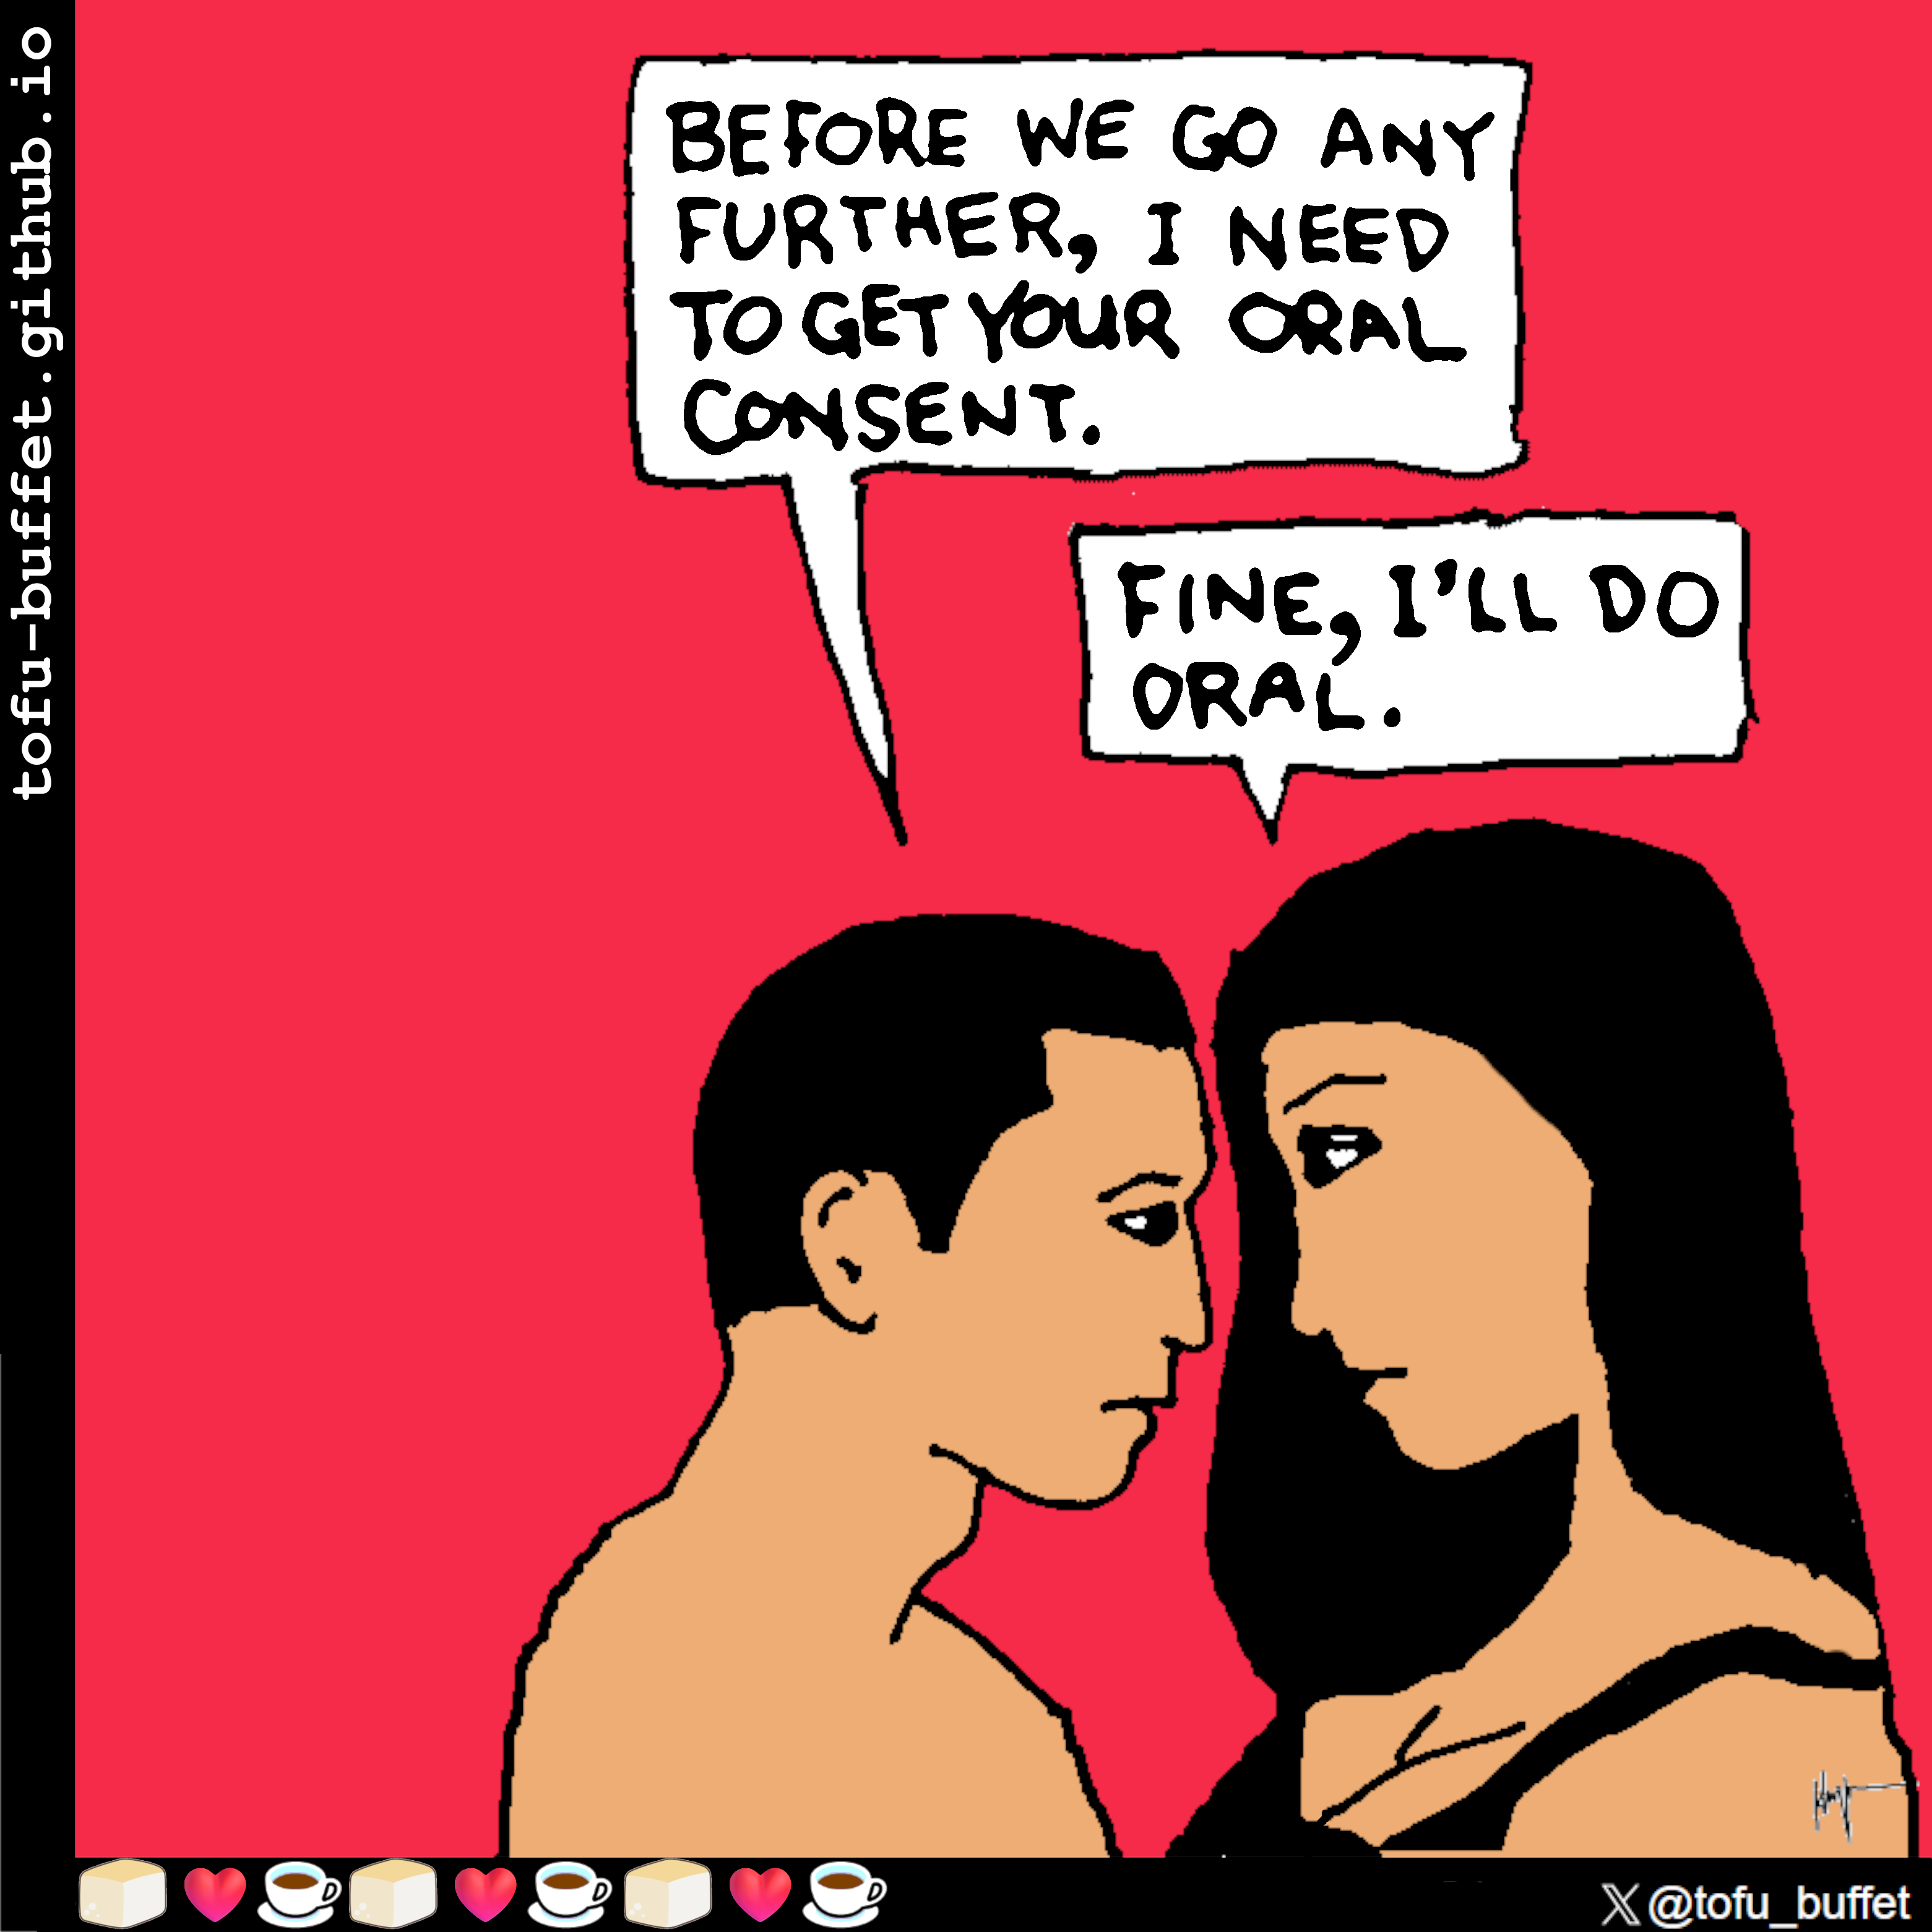 tofu-buffet.github.io
BEFORE WE GO ANY
FURTHER, I NEED
TO GET YOUR ORAL
CONSENT.
FINE, I'LL DO
ORAL.
X @tofu_buffet